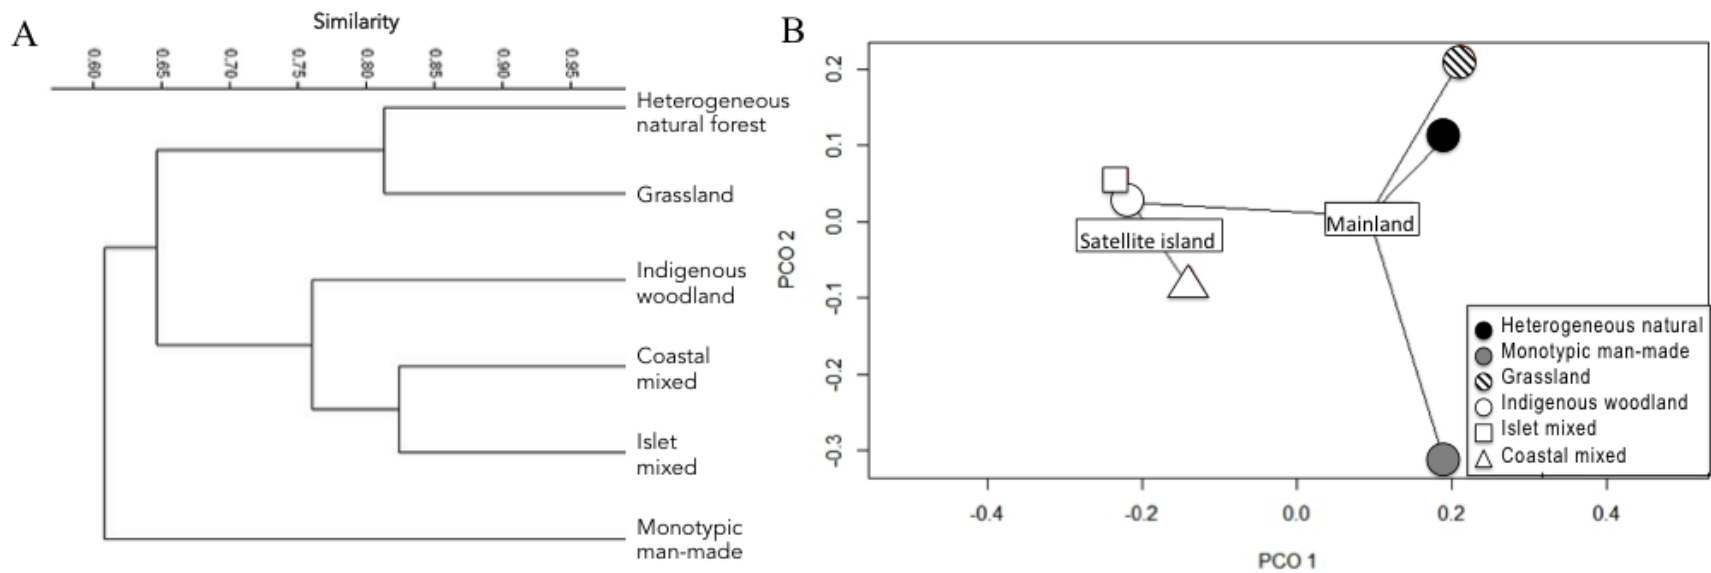 A
Similarity
0.60 0.65 0.70 0.75 0.80 0.85 0.90 0.95
Heterogeneous
natural forest
Grassland
Indigenous
woodland
Coastal
mixed
Islet
mixed
Monotypic
man-made
B
PCO 2
0.2
0.1
0.0
-0.1
-0.2
-0.3
Mainland
Satellite island
Heterogeneous natural
Monotypic man-made
Grassland
Indigenous woodland
Islet mixed
Coastal mixed
-0.4 -0.2 0.0 0.2 0.4
PCO 1